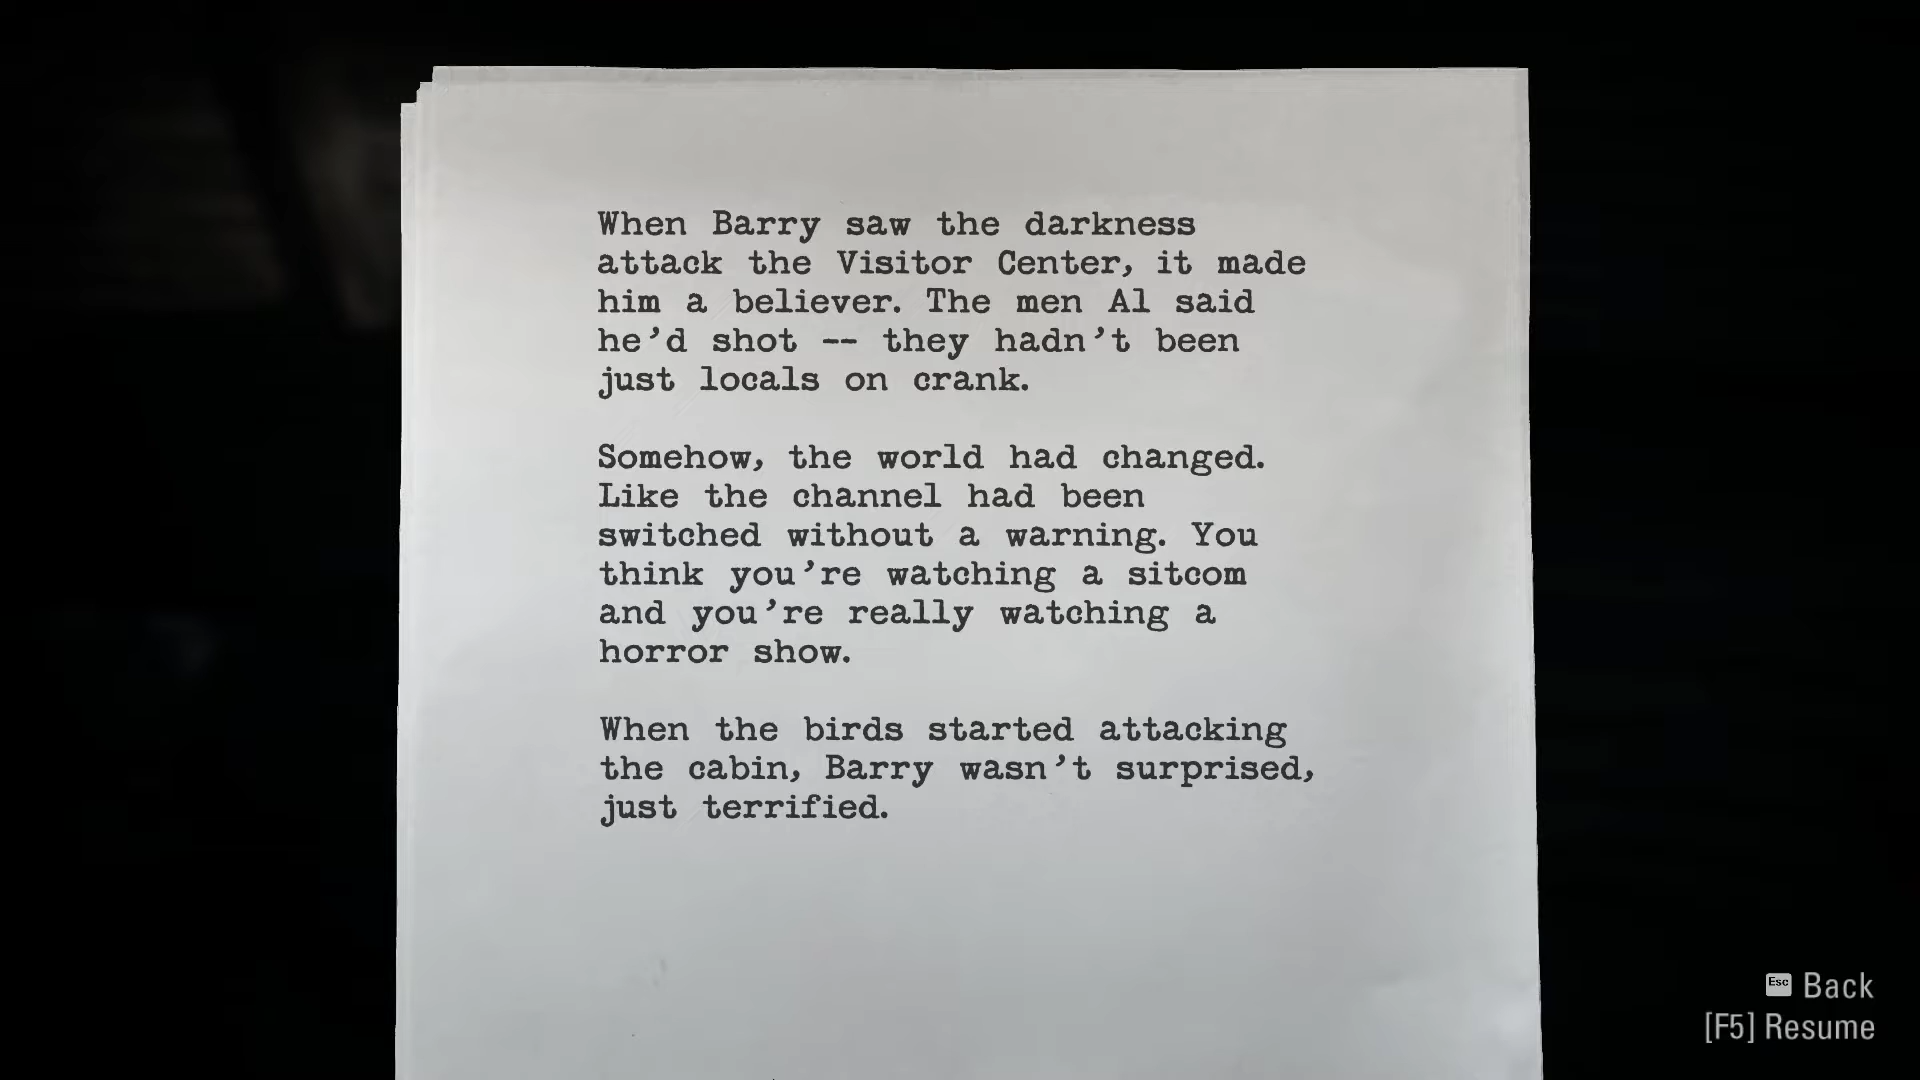 When Barry saw the darkness
attack the Visitor Center, it made
him a believer. The men Al said
he’d shot -- they hadn’t been
just locals on crank.
Somehow, the world had changed.
Like the channel had been
switched without a warning. You
think you’re watching a sitcom
and you’re really watching a
horror show.
When the birds started attacking
the cabin, Barry wasn’t surprised,
just terrified.
Esc Back
[F5] Resume